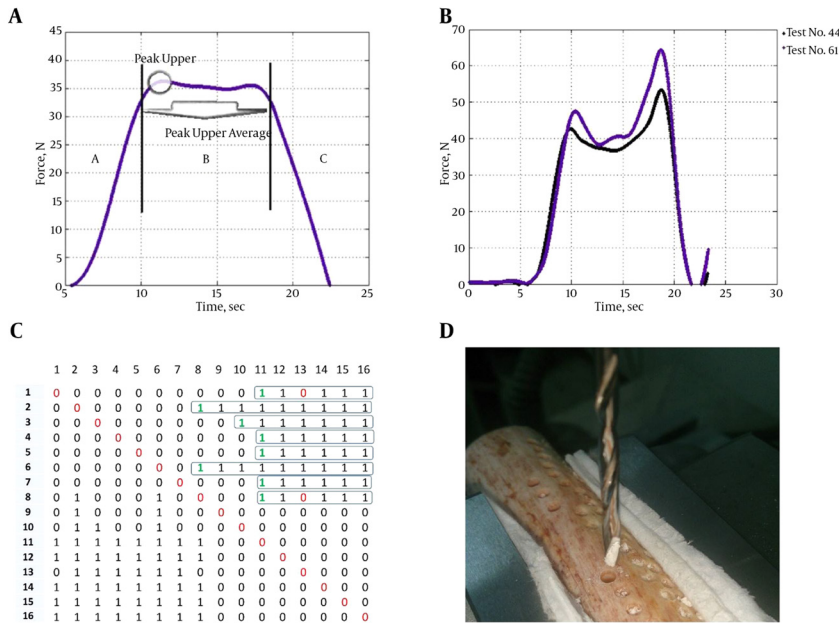 A
Peak Upper
Peak Upper Average
A
B
C
Force, N
45
40
35
30
25
20
15
10
5
0
5
10
15
20
25
Time, sec
B
Test No. 44
Test No. 61
Force, N
70
60
50
40
30
20
10
0
0
5
10
15
20
25
30
Time, sec
C
1 2 3 4 5 6 7 8 9 10 11 12 13 14 15 16
1 0 0 0 0 0 0 0 0 0 0 1 1 0 1 1 1
2 0 0 0 0 0 0 0 1 1 1 1 1 1 1 1 1
3 0 0 0 0 0 0 0 0 0 1 1 1 1 1 1 1
4 0 0 0 0 0 0 0 0 0 0 1 1 1 1 1 1
5 0 0 0 0 0 0 0 0 0 0 1 1 1 1 1 1
6 0 0 0 0 0 0 0 1 1 1 1 1 1 1 1 1
7 0 0 0 0 0 0 0 0 0 0 1 1 1 1 1 1
8 0 1 0 0 0 1 0 0 0 0 1 1 0 1 1 1
9 0 1 0 0 0 1 0 0 0 0 0 0 0 0 0 0
10 0 1 1 0 0 1 0 0 0 0 0 0 0 0 0 0
11 1 1 1 1 1 1 1 1 0 0 0 0 0 0 0 0
12 1 1 1 1 1 1 1 1 0 0 0 0 0 0 0 0
13 0 1 1 1 1 1 1 0 0 0 0 0 0 0 0 0
14 1 1 1 1 1 1 1 1 0 0 0 0 0 0 0 0
15 1 1 1 1 1 1 1 1 0 0 0 0 0 0 0 0
16 1 1 1 1 1 1 1 1 0 0 0 0 0 0 0 0
D